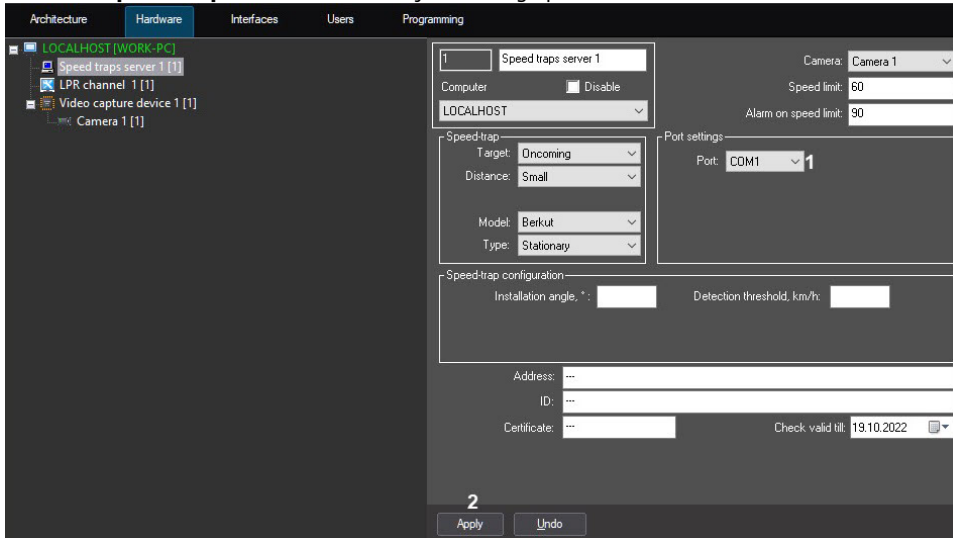 Architecture Hardware Interfaces Users Programming
LOCALHOST [WORK-PC]
Speed traps server 1 [1]
LPR channel 1 [1]
Video capture device 1 [1]
Camera 1 [1]
1 Speed traps server 1
Computer Disable
LOCALHOST
Camera: Camera 1
Speed limit: 60
Alarm on speed limit: 90
Speed-trap
Target: Oncoming
Distance: Small
Model: Berkut
Type: Stationary
Port settings
Port: COM1 1
Speed-trap configuration
Installation angle, ° : Detection threshold, km/h:
Address: ---
ID: ---
Certificate: --- Check valid till: 19.10.2022
2
Apply Undo